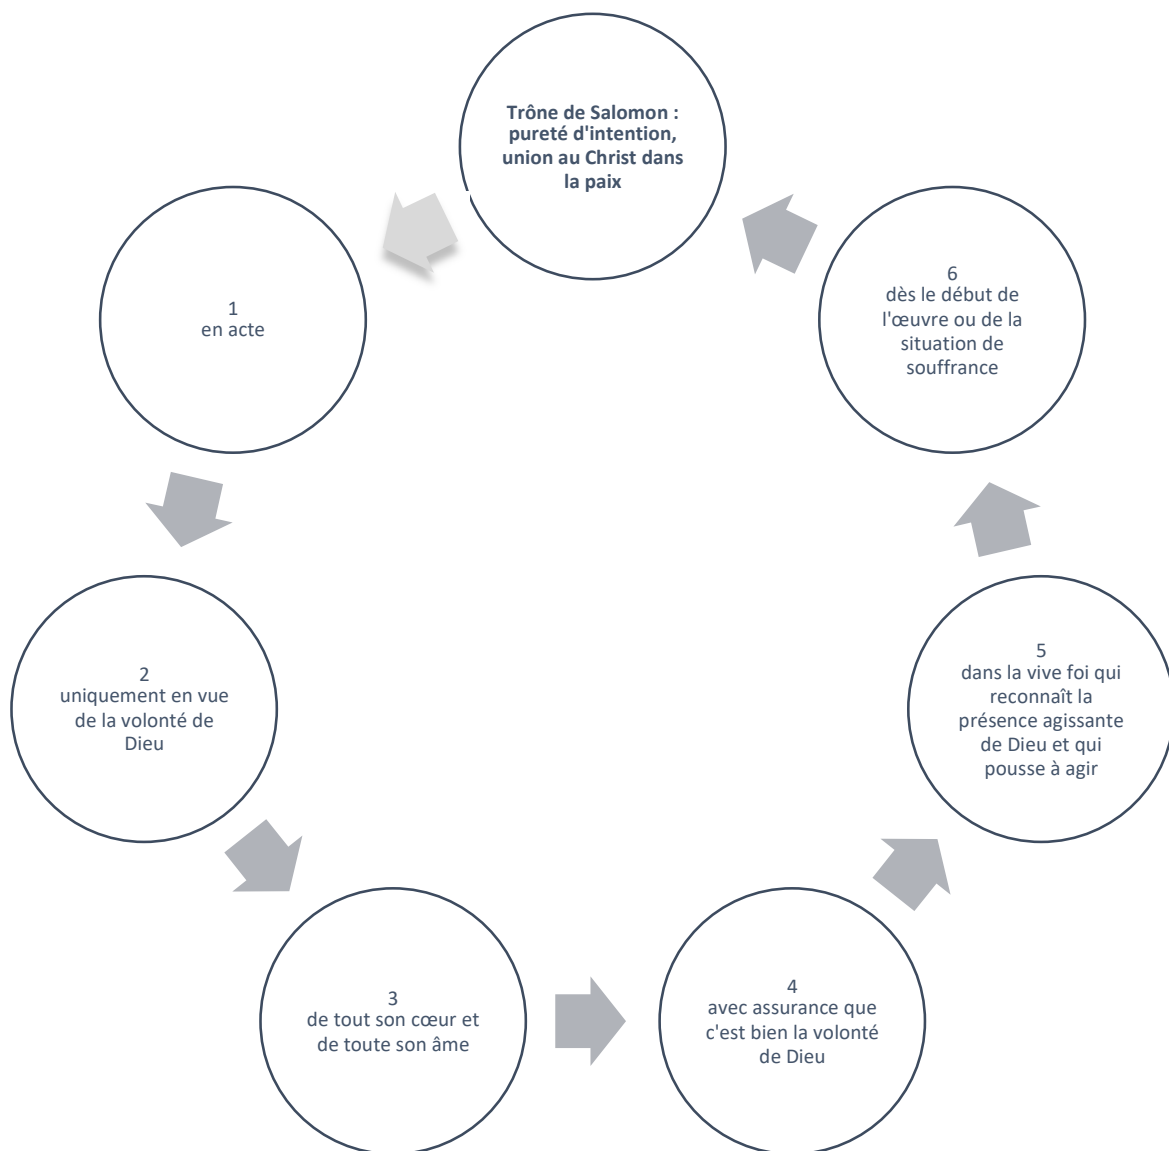 Trône de Salomon :
pureté d'intention,
union au Christ dans
la paix
1
en acte
2
uniquement en vue
de la volonté de
Dieu
3
de tout son cœur et
de toute son âme
4
avec assurance que
c'est bien la volonté
de Dieu
5
dans la vive foi qui
reconnaît la
présence agissante
de Dieu et qui
pousse à agir
6
dès le début de
l'œuvre ou de la
situation de
souffrance